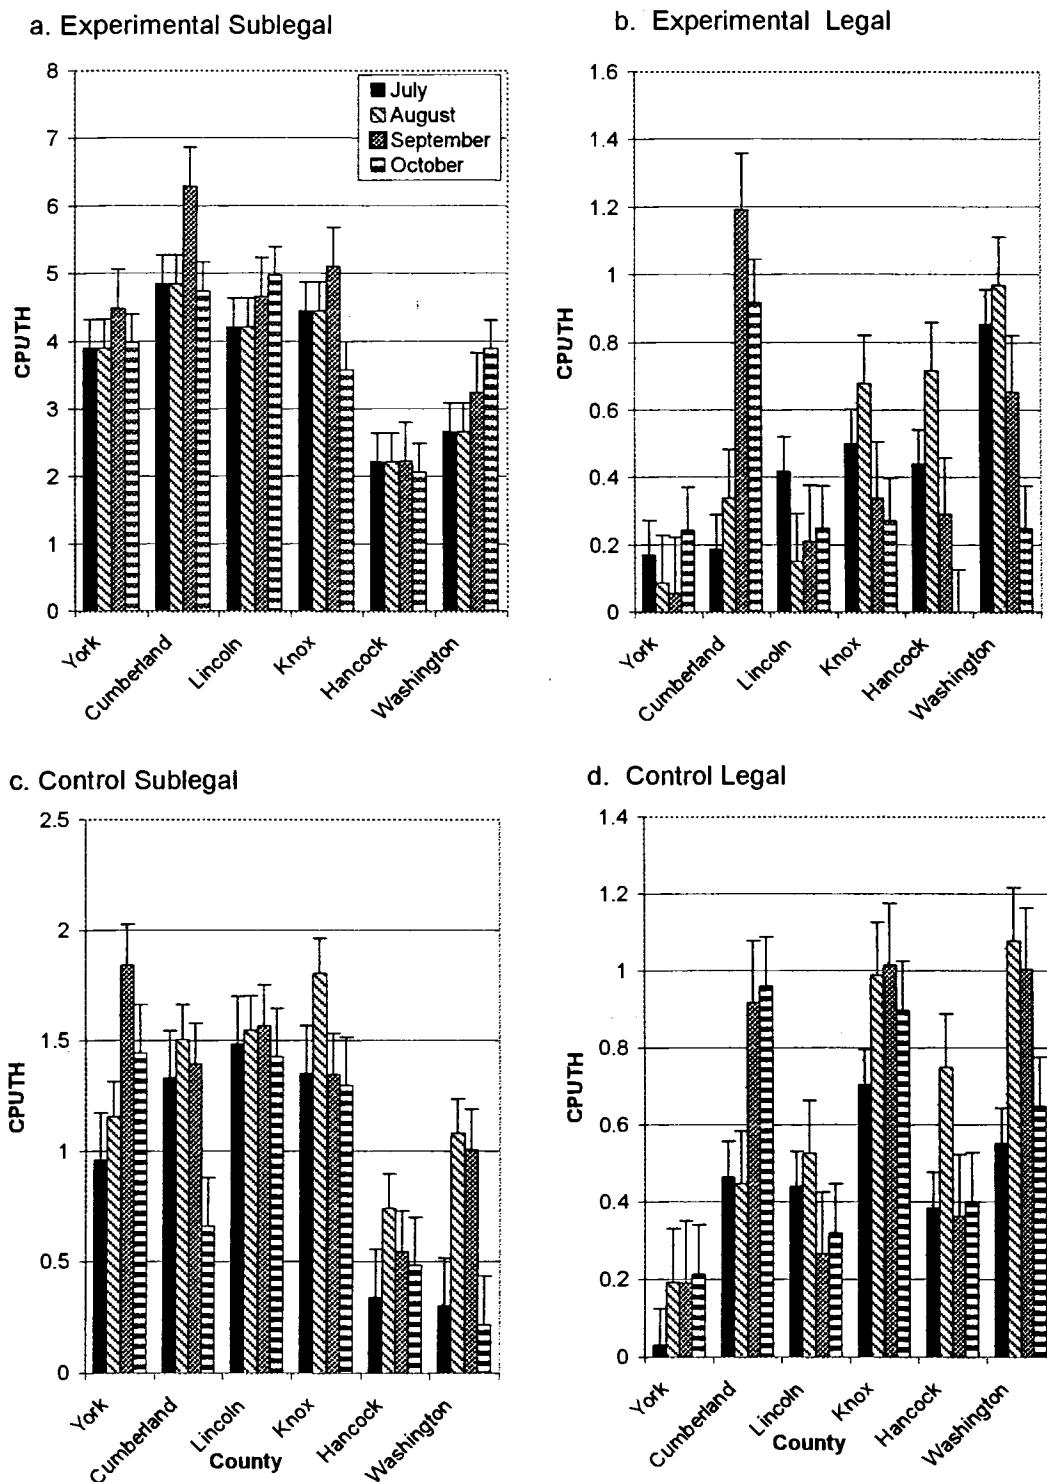 a. Experimental Sublegal
8
7
6
5
4
3
2
1
0
CPUTH
July
August
September
October
York
Cumberland
Lincoln
Knox
Hancock
Washington
b. Experimental Legal
1.6
1.4
1.2
1
0.8
0.6
0.4
0.2
0
CPUTH
York
Cumberland
Lincoln
Knox
Hancock
Washington
c. Control Sublegal
2.5
2
1.5
1
0.5
0
CPUTH
York
Cumberland
Lincoln
Knox
Hancock
Washington
County
d. Control Legal
1.4
1.2
1
0.8
0.6
0.4
0.2
0
CPUTH
York
Cumberland
Lincoln
Knox
Hancock
Washington
County